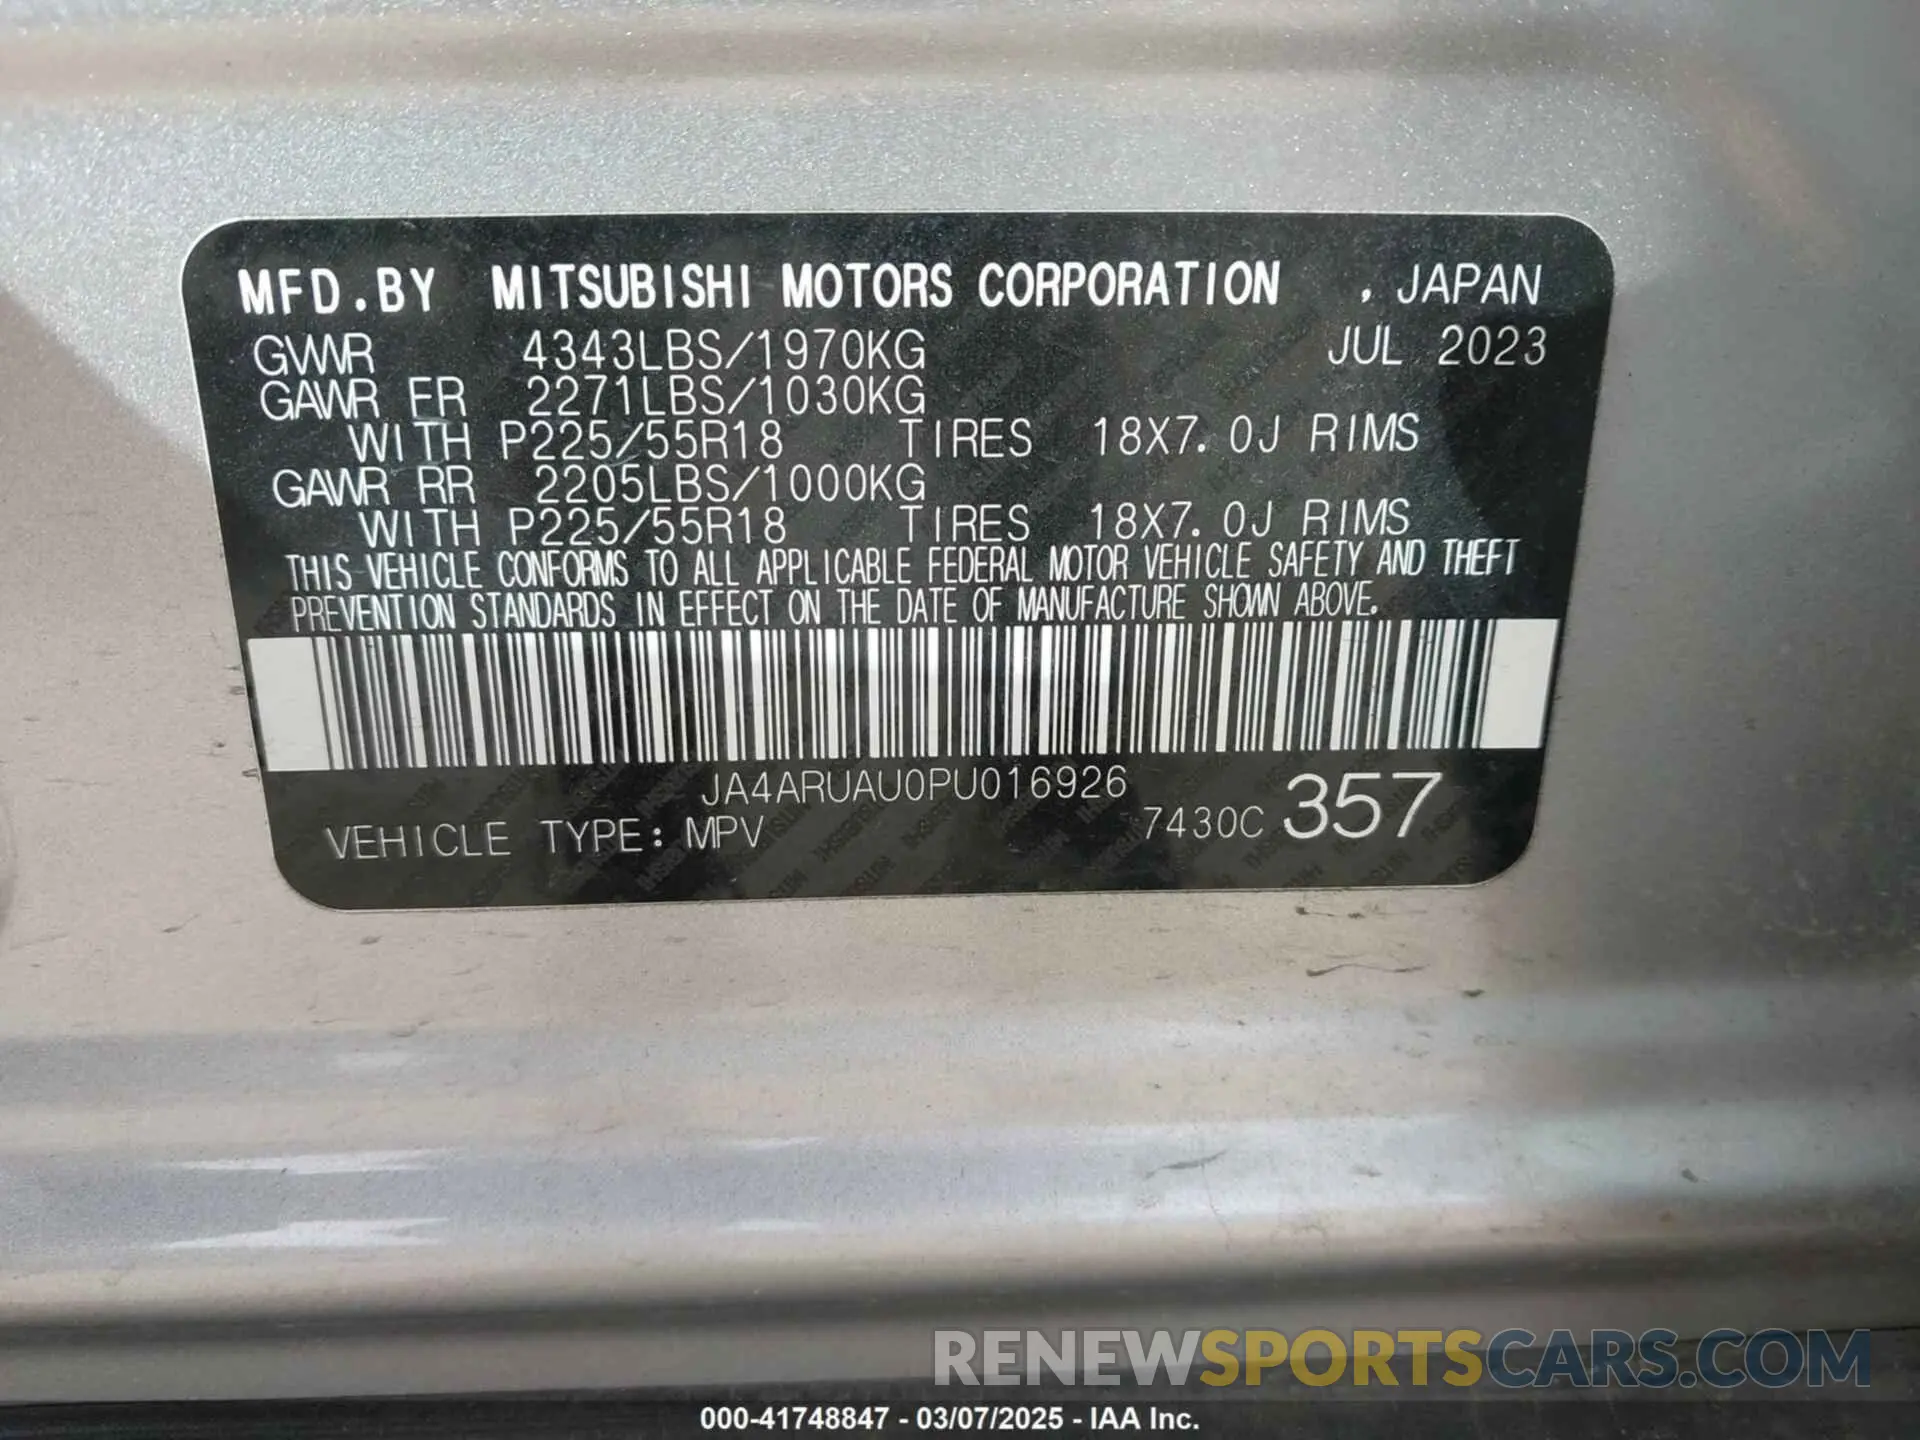 MFD.BY MITSUBISHI MOTORS CORPORATION , JAPAN
GVWR 4343LBS/1970KG JUL 2023
GAWR FR 2271LBS/1030KG
WITH P225/55R18 TIRES 18X7.0J RIMS
GAWR RR 2205LBS/1000KG
WITH P225/55R18 TIRES 18X7.0J RIMS
THIS VEHICLE CONFORMS TO ALL APPLICABLE FEDERAL MOTOR VEHICLE SAFETY AND THEFT
PREVENTION STANDARDS IN EFFECT ON THE DATE OF MANUFACTURE SHOWN ABOVE.
JA4ARUAU0PU016926
VEHICLE TYPE: MPV 7430C 357
RENEWSPORTSCARS.COM
000-41748847 - 03/07/2025 - IAA Inc.